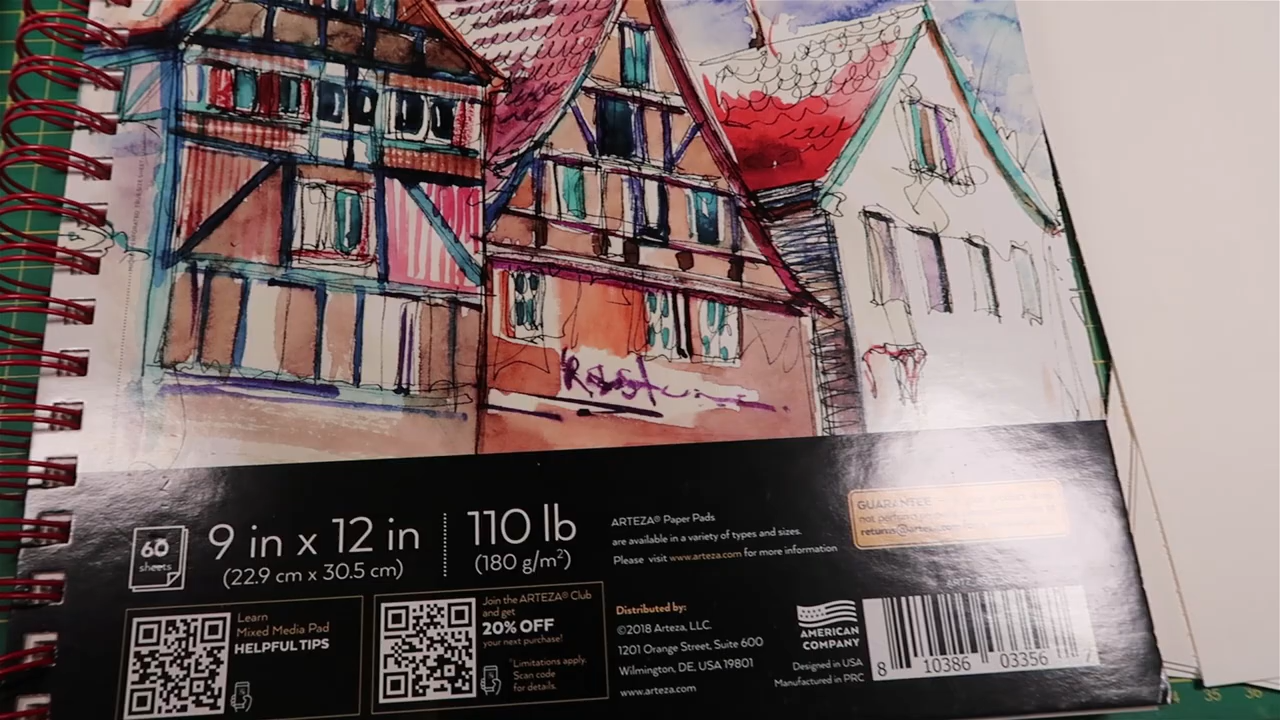 60
sheets
9 in x 12 in
(22.9 cm x 30.5 cm)
110 lb
(180 g/m²)
ARTEZA® Paper Pads
are available in a variety of types and sizes.
Please visit www.arteza.com for more information
GUARANTEE
not
Learn
Mixed Media Pad
HELPFUL TIPS
Join the ARTEZA® Club
and get
20% OFF
your next purchase!
*Limitations apply.
Scan code
for details.
Distributed by:
©2018 Arteza, LLC.
1201 Orange Street, Suite 600
Wilmington, DE, USA 19801
www.arteza.com
AMERICAN
COMPANY
Designed in USA
Manufactured in PRC
8 10386 03356 7
35 36